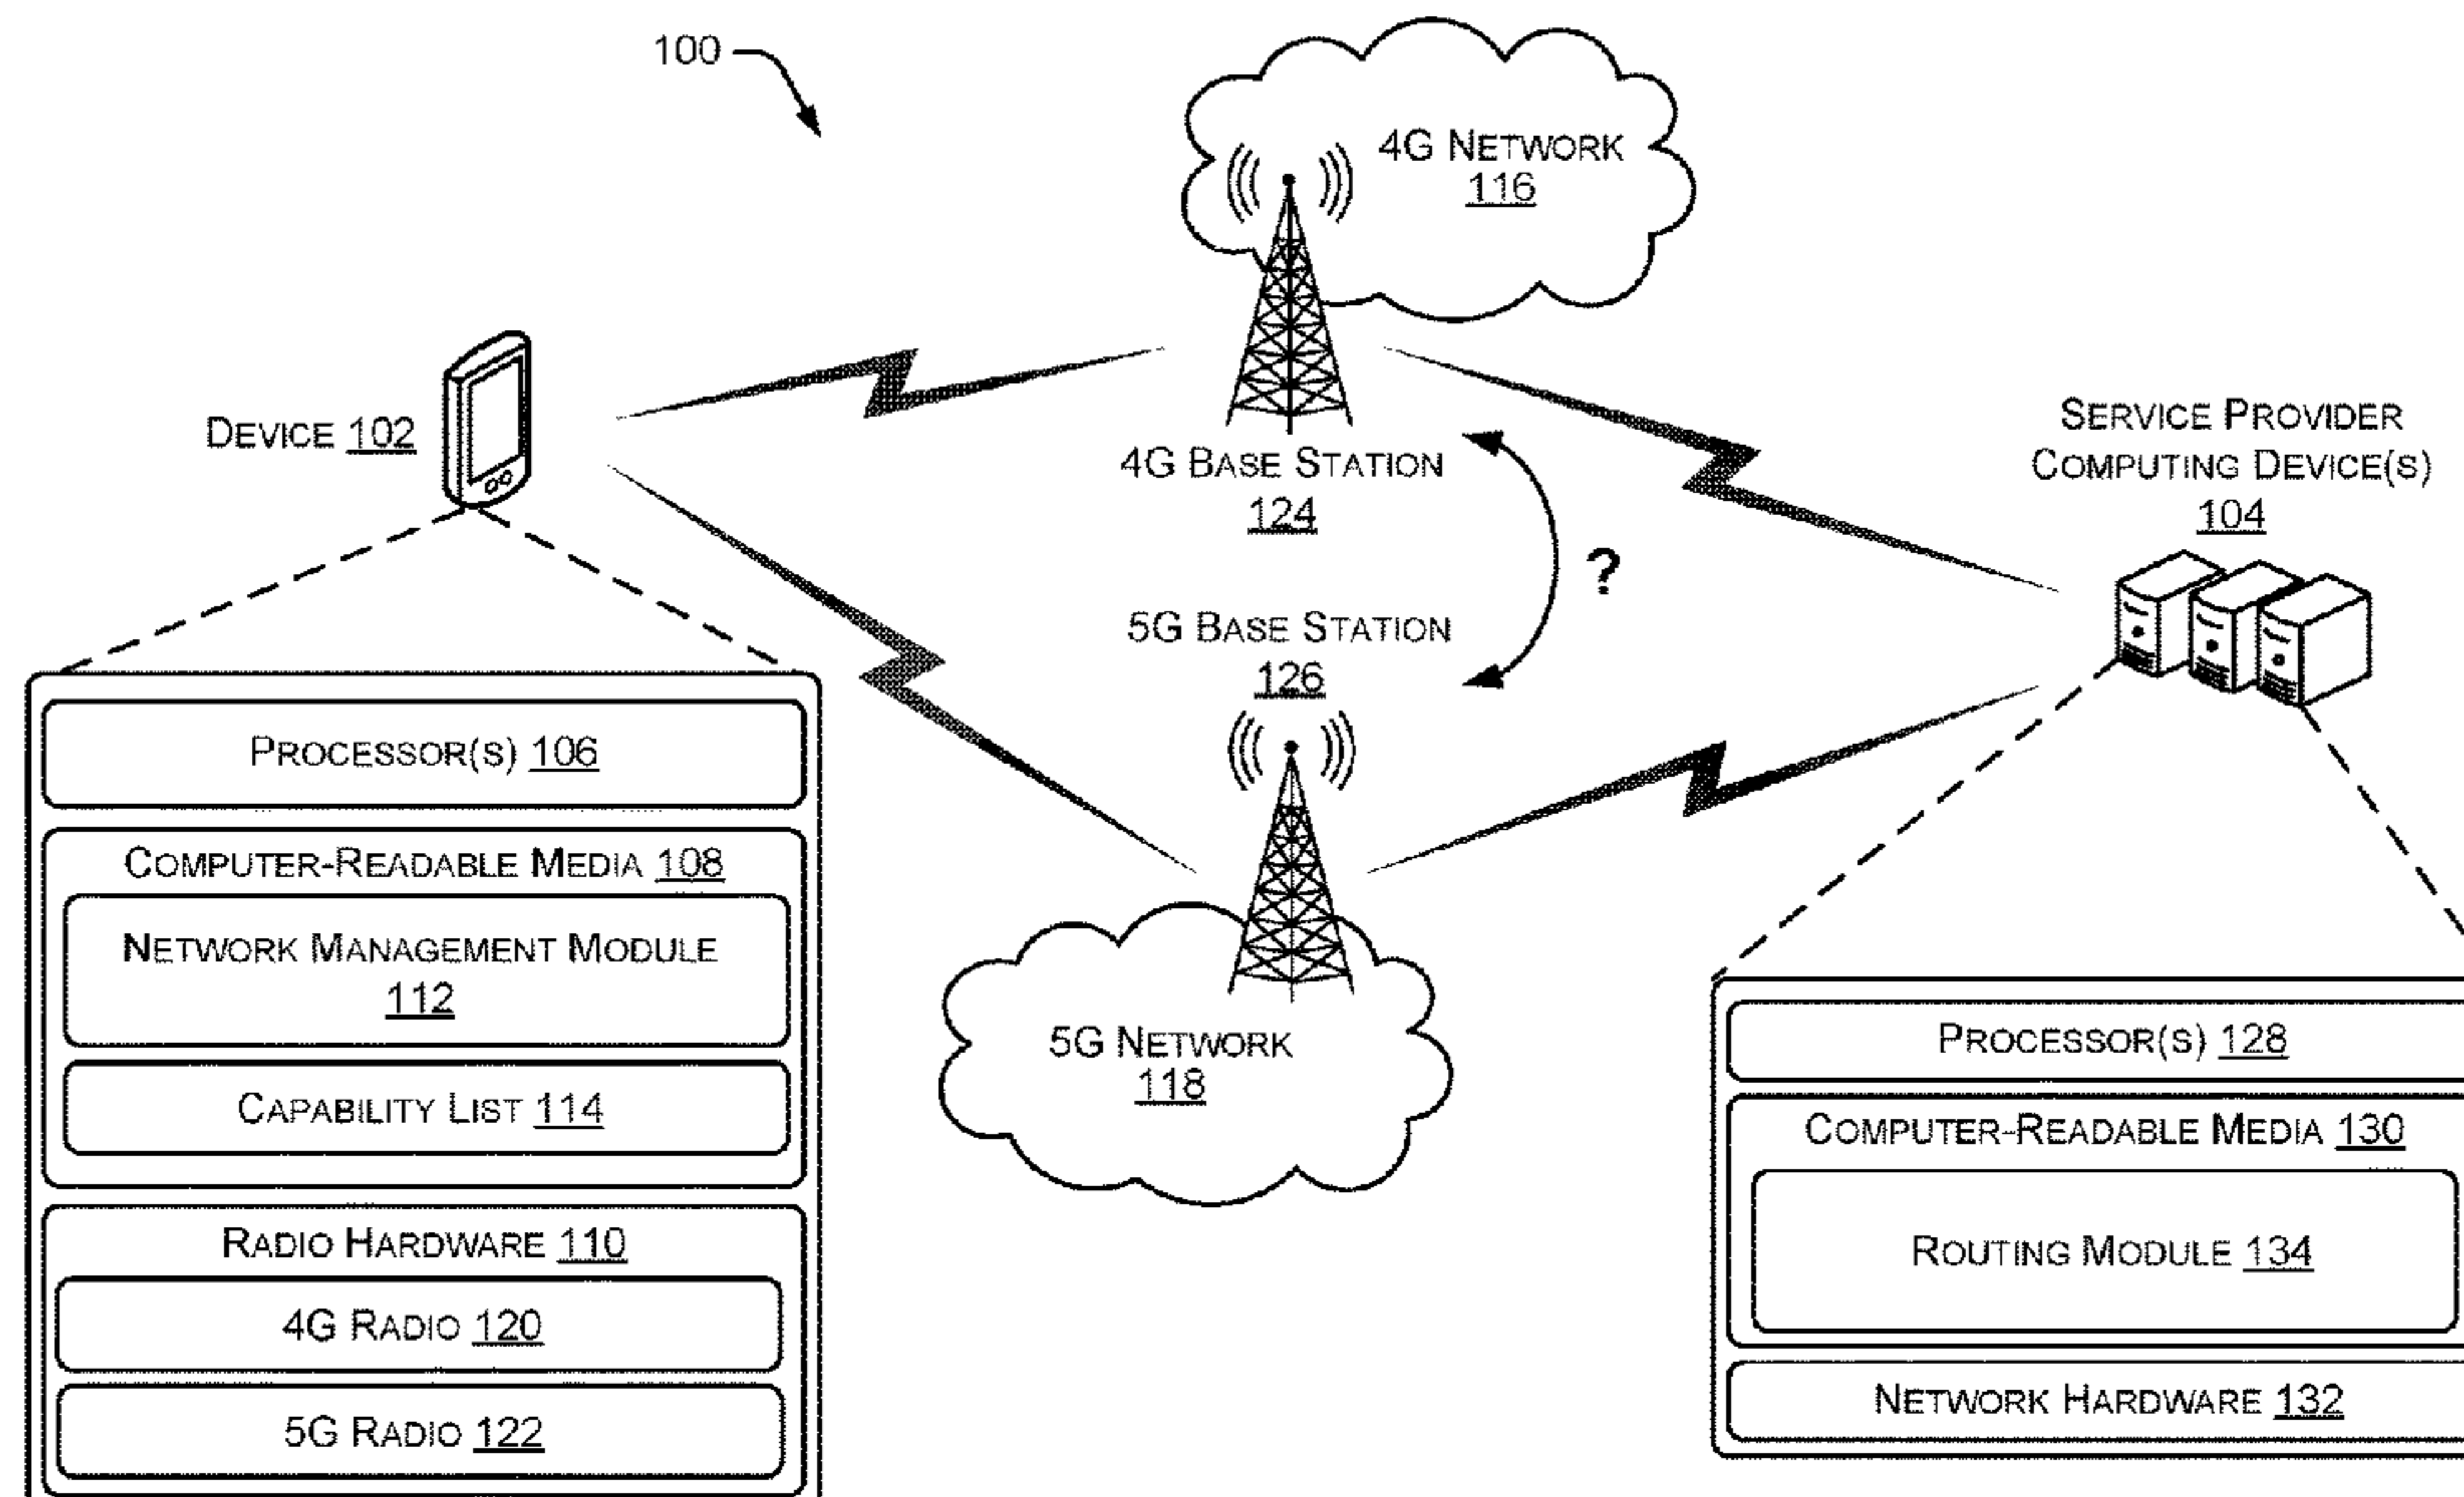 100
4G NETWORK
116
DEVICE 102
4G BASE STATION
124
SERVICE PROVIDER
COMPUTING DEVICE(S)
104
?
5G BASE STATION
126
PROCESSOR(S) 106
COMPUTER-READABLE MEDIA 108
NETWORK MANAGEMENT MODULE
112
CAPABILITY LIST 114
RADIO HARDWARE 110
4G RADIO 120
5G RADIO 122
5G NETWORK
118
PROCESSOR(S) 128
COMPUTER-READABLE MEDIA 130
ROUTING MODULE 134
NETWORK HARDWARE 132